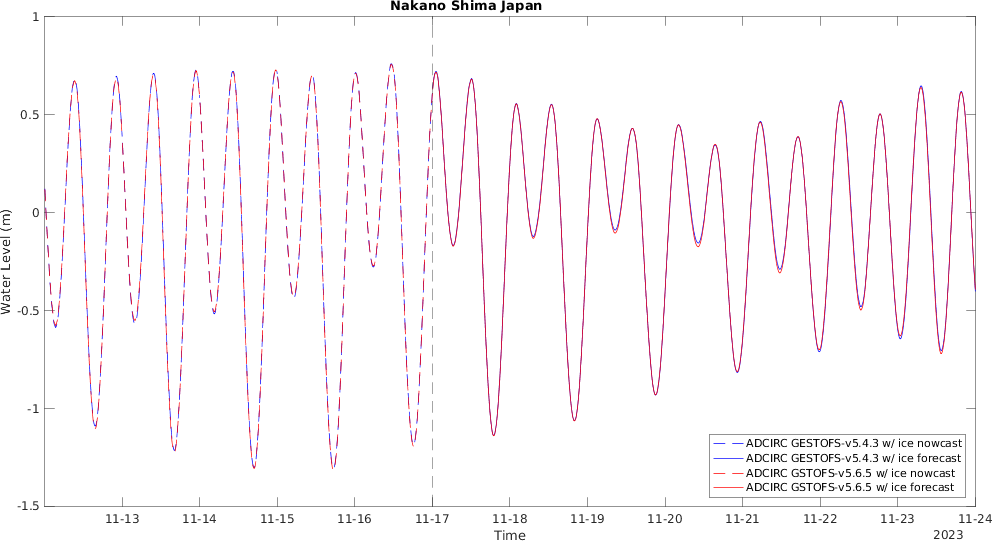 Nakano Shima Japan
1
0.5
0
-0.5
-1
-1.5
Water Level (m)
ADCIRC GESTOFS-v5.4.3 w/ ice nowcast
ADCIRC GESTOFS-v5.4.3 w/ ice forecast
ADCIRC GSTOFS-v5.6.5 w/ ice nowcast
ADCIRC GSTOFS-v5.6.5 w/ ice forecast
11-13 11-14 11-15 11-16 11-17 11-18 11-19 11-20 11-21 11-22 11-23 11-24
Time
2023